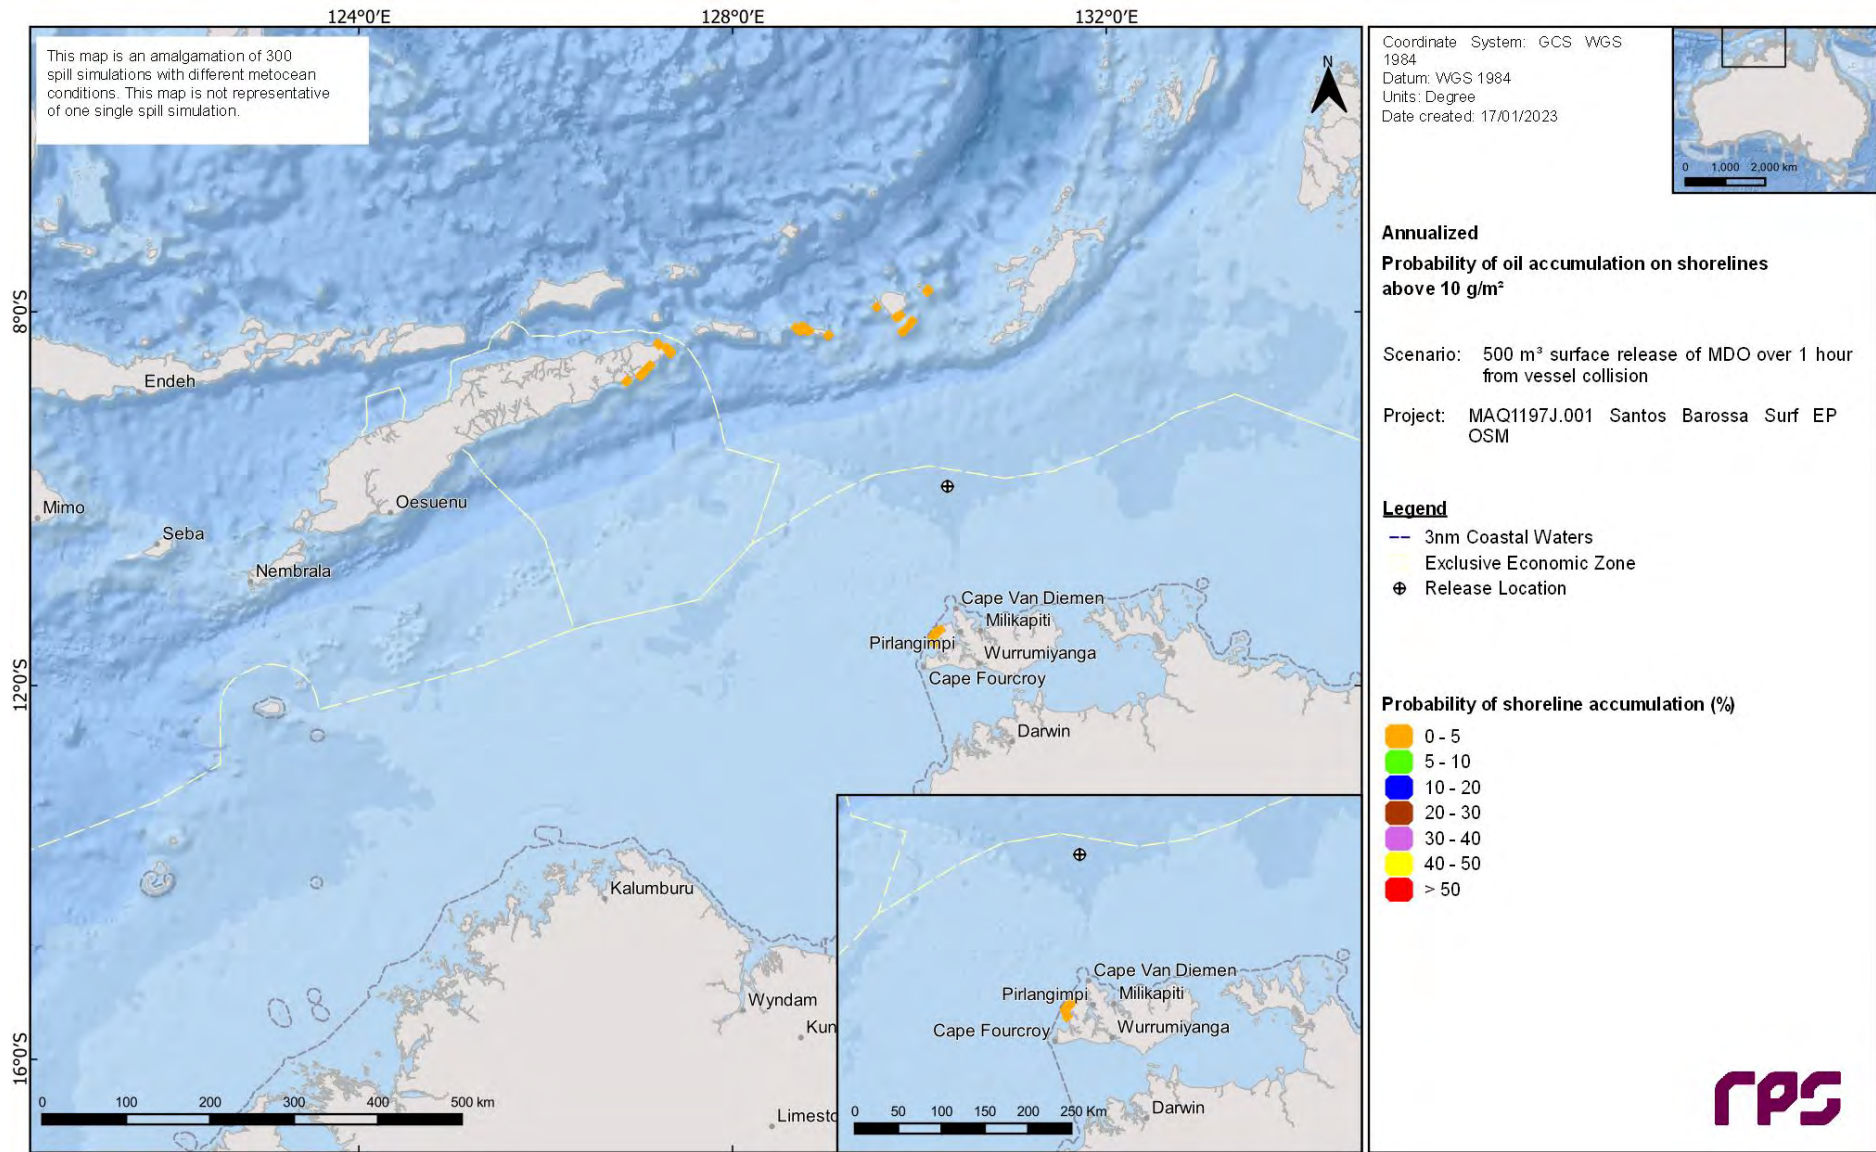 124°0'E
128°0'E
132°0'E
This map is an amalgamation of 300
spill simulations with different metocean
conditions. This map is not representative
of one single spill simulation.
N
8°0'S
12°0'S
16°0'S
Endeh
Mimo
Seba
Oesuenu
Nembrala
Cape Van Diemen
Milikapiti
Pirlangimpi
Wurrumiyanga
Cape Fourcroy
Darwin
Kalumburu
Wyndam
Kun
Limesto
0 100 200 300 400 500 km
Cape Van Diemen
Pirlangimpi
Milikapiti
Cape Fourcroy
Wurrumiyanga
Darwin
0 50 100 150 200 250 Km
Coordinate System: GCS WGS
1984
Datum: WGS 1984
Units: Degree
Date created: 17/01/2023
0 1,000 2,000 km
Annualized
Probability of oil accumulation on shorelines
above 10 g/m²
Scenario: 500 m³ surface release of MDO over 1 hour
from vessel collision
Project: MAQ1197J.001 Santos Barossa Surf EP
OSM
Legend
3nm Coastal Waters
Exclusive Economic Zone
Release Location
Probability of shoreline accumulation (%)
0 - 5
5 - 10
10 - 20
20 - 30
30 - 40
40 - 50
> 50
rps